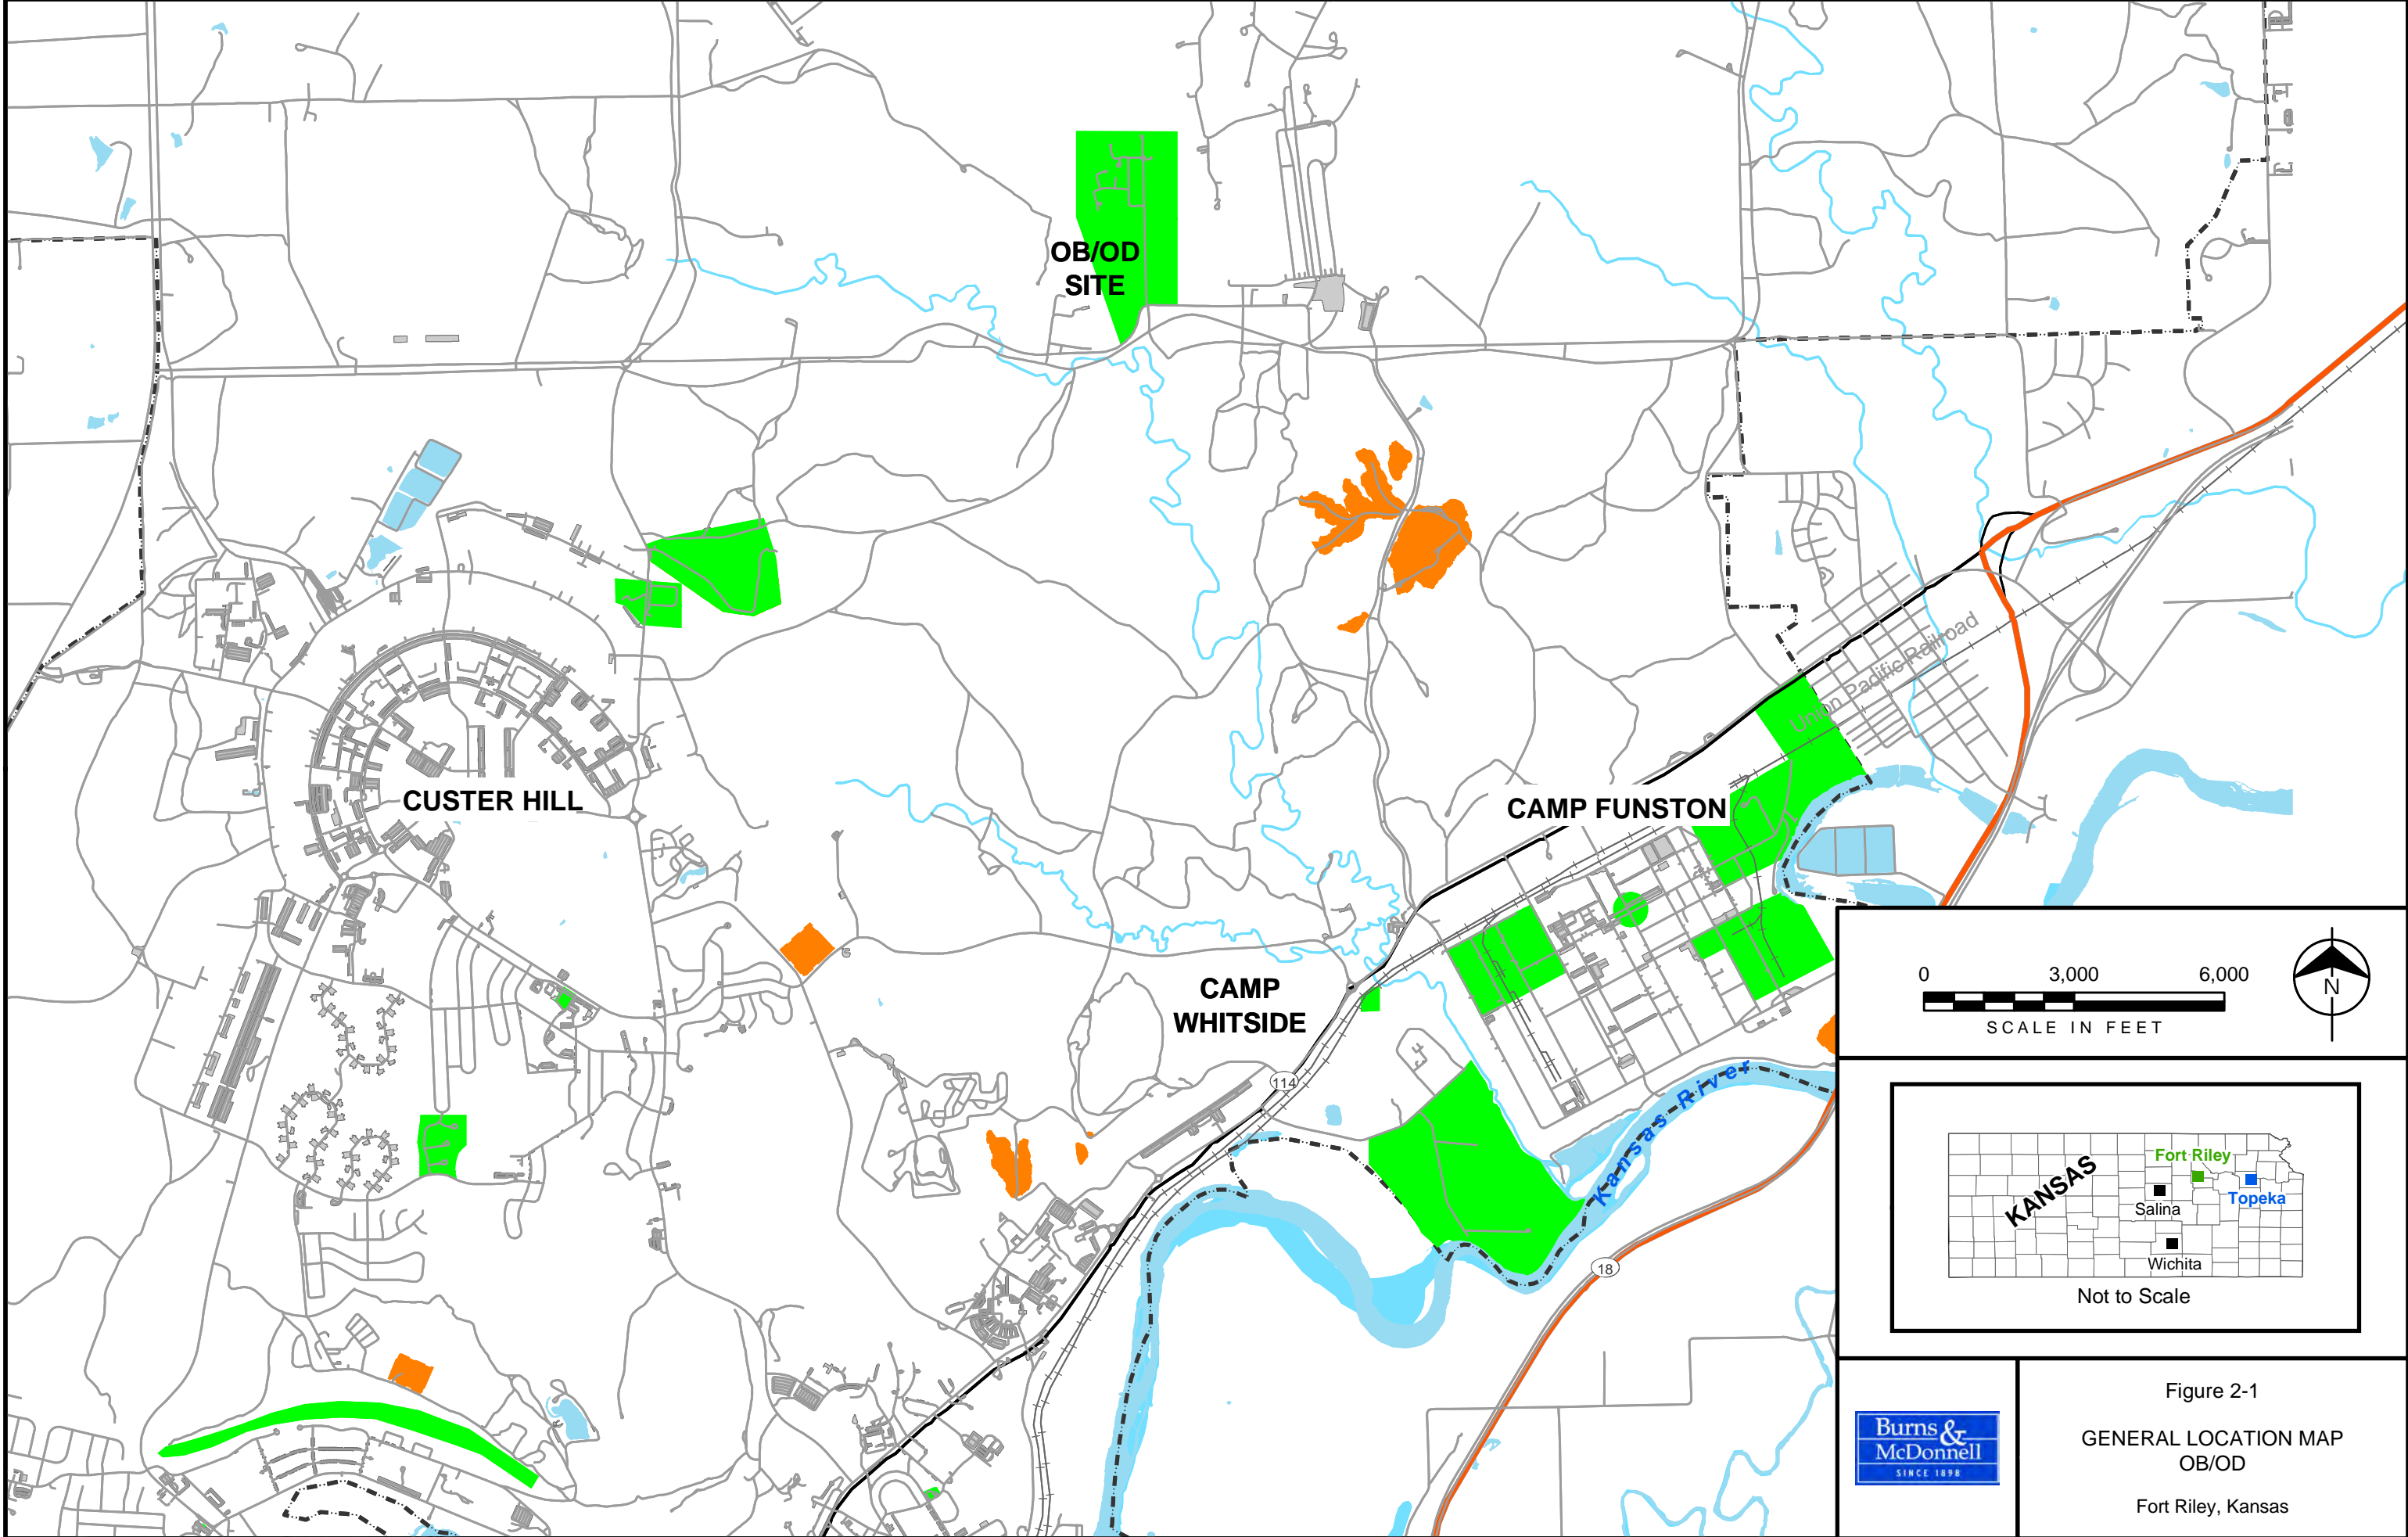 OB/OD
SITE
Union Pacific Railroad
CUSTER HILL
CAMP FUNSTON
CAMP
WHITSIDE
114
Kansas River
18
0 3,000 6,000
SCALE IN FEET
N
KANSAS
Fort Riley
Topeka
Salina
Wichita
Not to Scale
Burns &
McDonnell
SINCE 1898
Figure 2-1
GENERAL LOCATION MAP
OB/OD
Fort Riley, Kansas